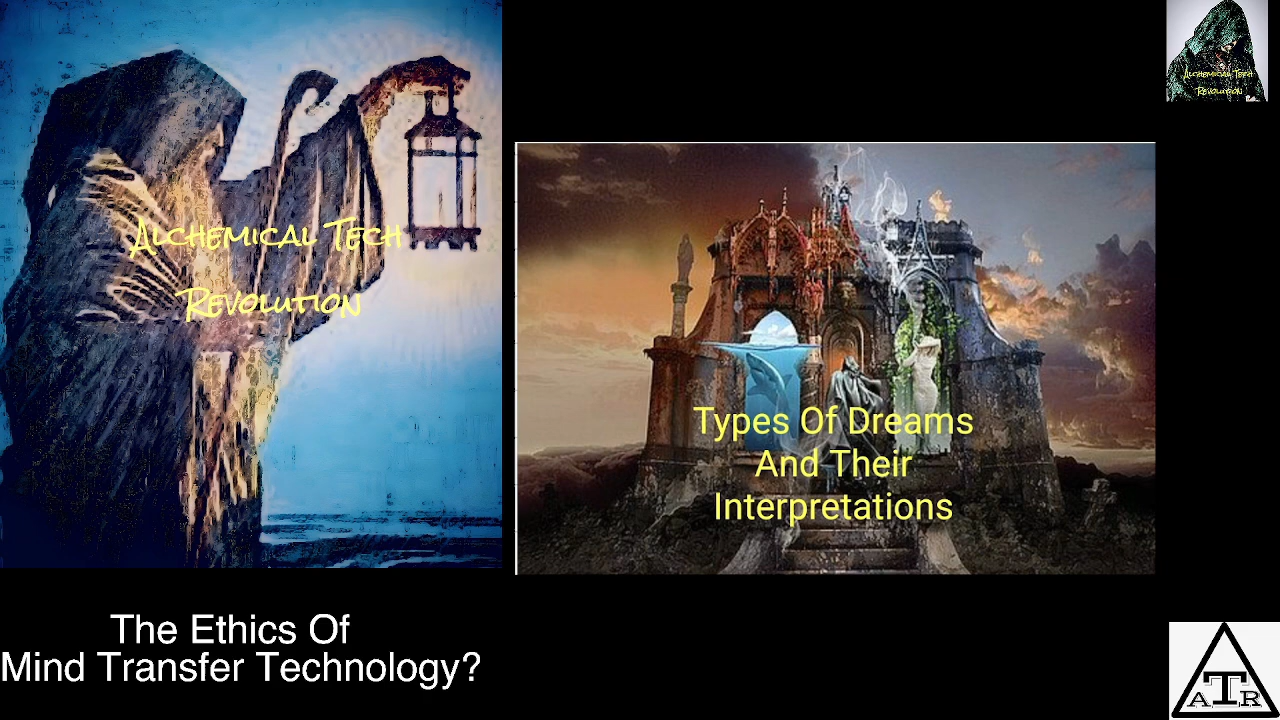 Alchemical Tech
Revolution
Alchemical Tech
Revolution
Types Of Dreams
And Their
Interpretations
The Ethics Of
Mind Transfer Technology?
ATR